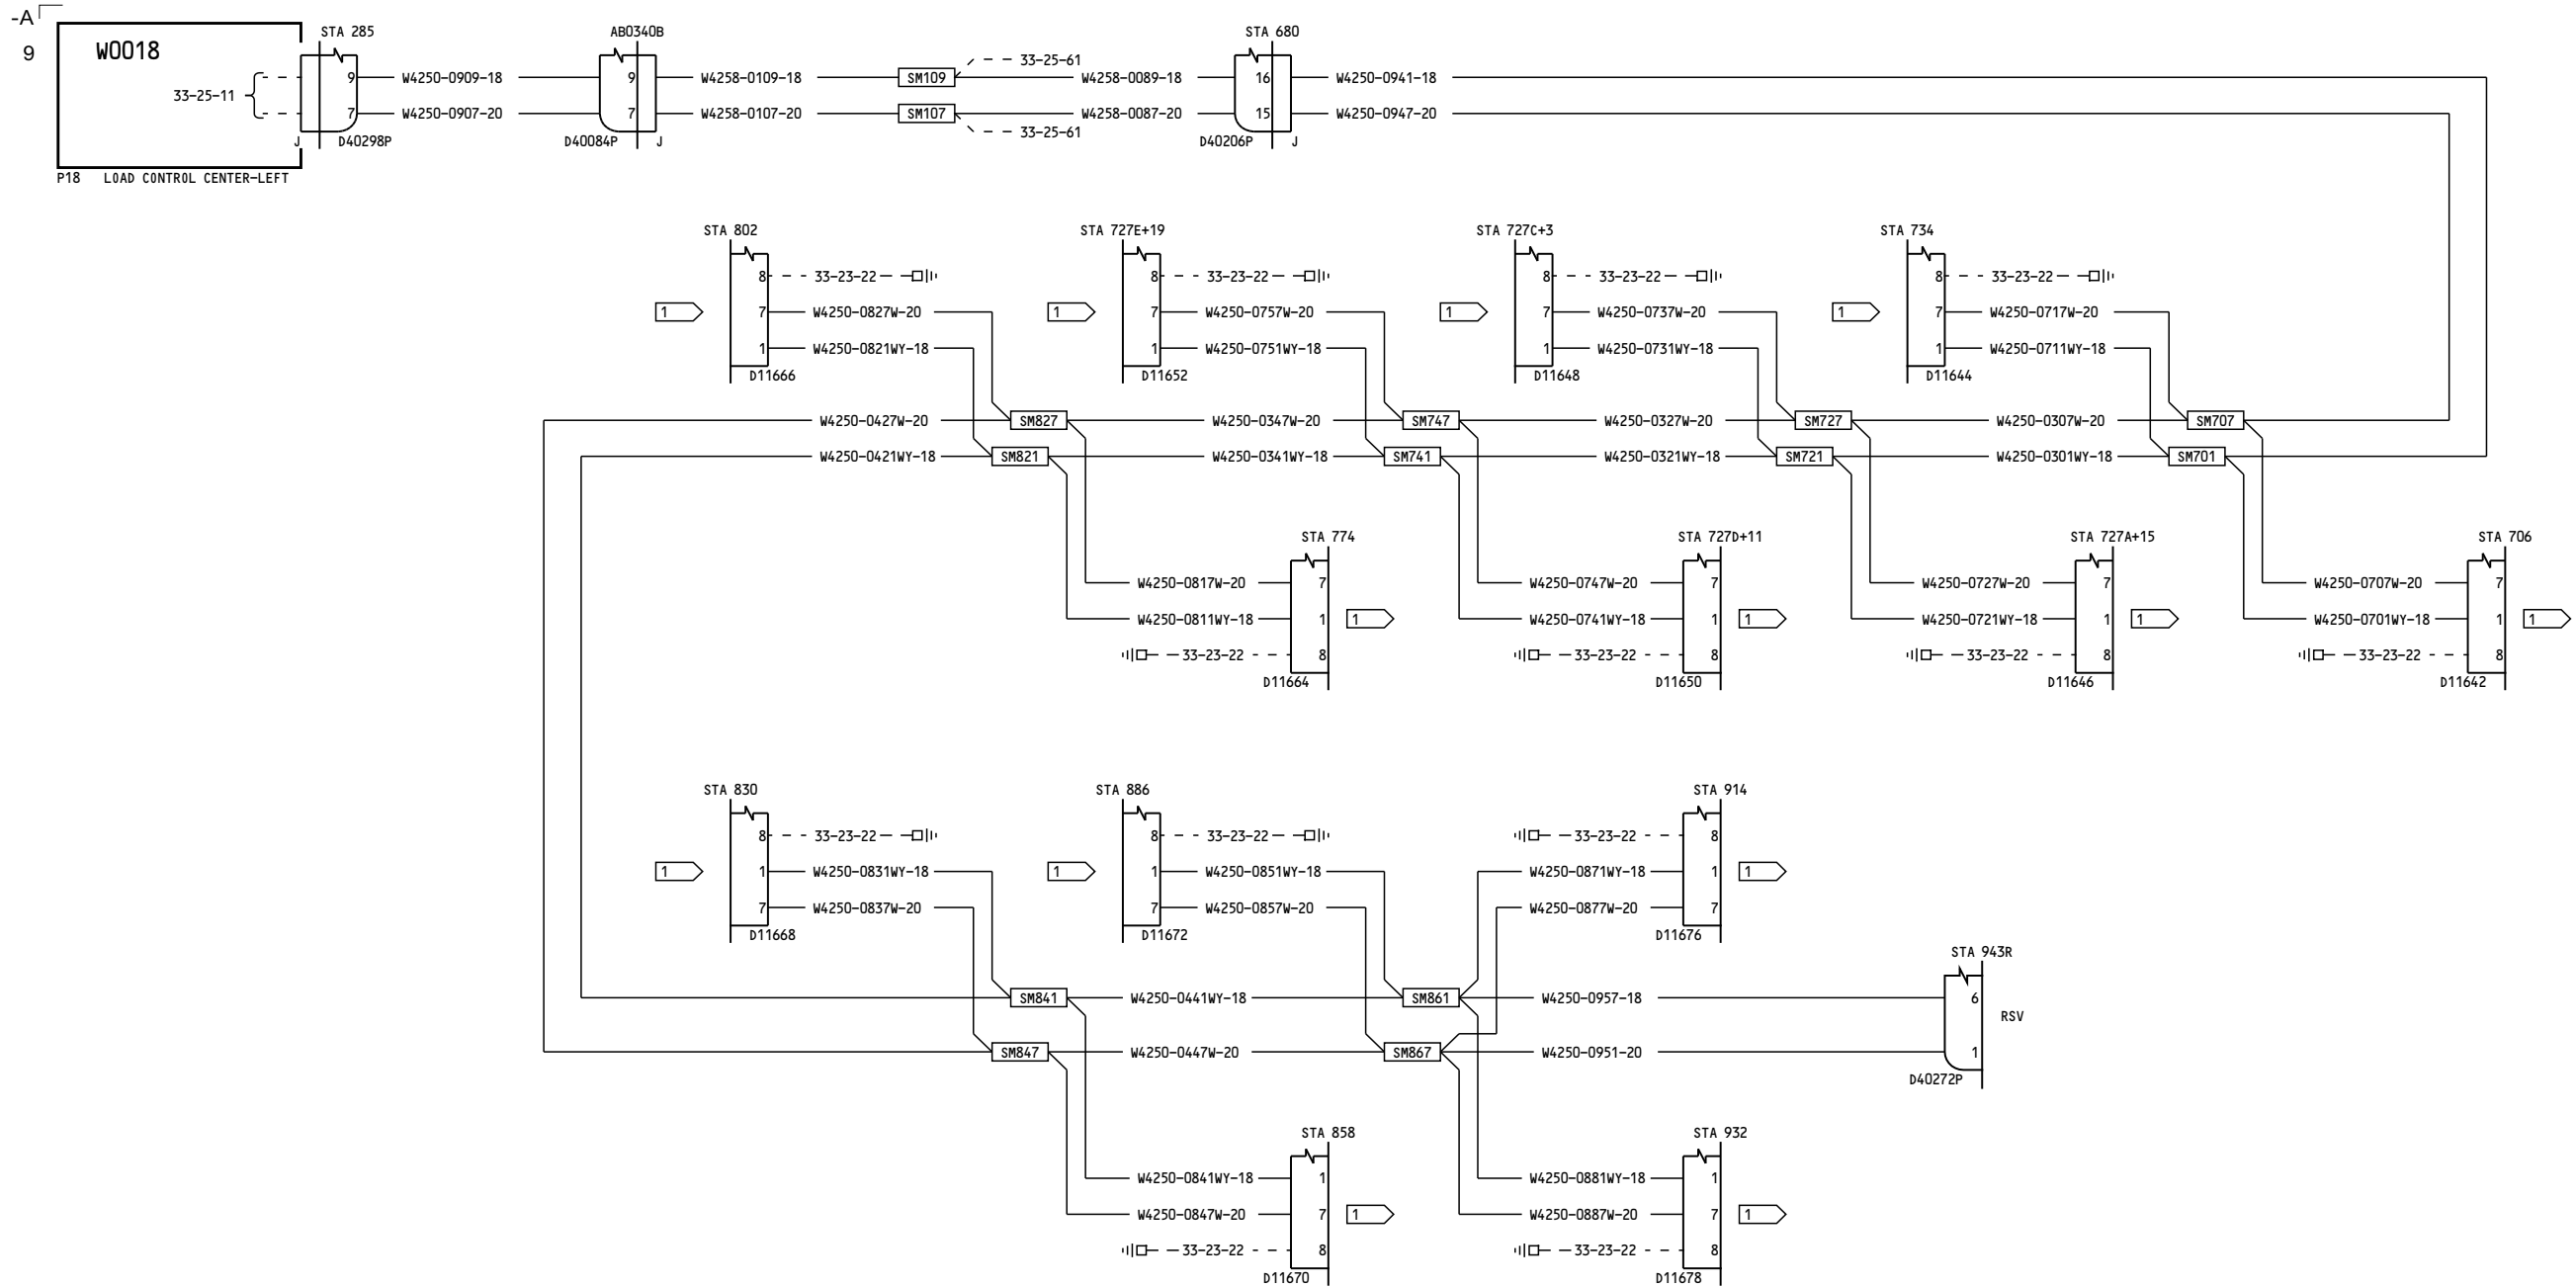 -A
9
W0018
33-25-11
P18 LOAD CONTROL CENTER-LEFT
STA 285
9
7
J
D40298P
W4250-0909-18
W4250-0907-20
AB0340B
9
7
D40084P
J
W4258-0109-18
W4258-0107-20
SM109
SM107
33-25-61
33-25-61
W4258-0089-18
W4258-0087-20
STA 680
16
15
D40206P
J
W4250-0941-18
W4250-0947-20
STA 802
8
33-23-22
1
7
W4250-0827W-20
1
W4250-0821WY-18
D11666
STA 727E+19
8
33-23-22
1
7
W4250-0757W-20
1
W4250-0751WY-18
D11652
STA 727C+3
8
33-23-22
1
7
W4250-0737W-20
1
W4250-0731WY-18
D11648
STA 734
8
33-23-22
1
7
W4250-0717W-20
1
W4250-0711WY-18
D11644
W4250-0427W-20
SM827
W4250-0347W-20
SM747
W4250-0327W-20
SM727
W4250-0307W-20
SM707
W4250-0421WY-18
SM821
W4250-0341WY-18
SM741
W4250-0321WY-18
SM721
W4250-0301WY-18
SM701
STA 774
W4250-0817W-20
7
W4250-0811WY-18
1
1
33-23-22
8
D11664
STA 727D+11
W4250-0747W-20
7
W4250-0741WY-18
1
1
33-23-22
8
D11650
STA 727A+15
W4250-0727W-20
7
W4250-0721WY-18
1
1
33-23-22
8
D11646
STA 706
W4250-0707W-20
7
W4250-0701WY-18
1
1
33-23-22
8
D11642
STA 830
8
33-23-22
1
1
W4250-0831WY-18
7
W4250-0837W-20
D11668
STA 886
8
33-23-22
1
1
W4250-0851WY-18
7
W4250-0857W-20
D11672
STA 914
33-23-22
8
W4250-0871WY-18
1
1
W4250-0877W-20
7
D11676
SM841
W4250-0441WY-18
SM861
W4250-0957-18
SM847
W4250-0447W-20
SM867
W4250-0951-20
STA 943R
6
RSV
1
D40272P
STA 858
W4250-0841WY-18
1
W4250-0847W-20
7
1
33-23-22
8
D11670
STA 932
W4250-0881WY-18
1
W4250-0887W-20
7
1
33-23-22
8
D11678